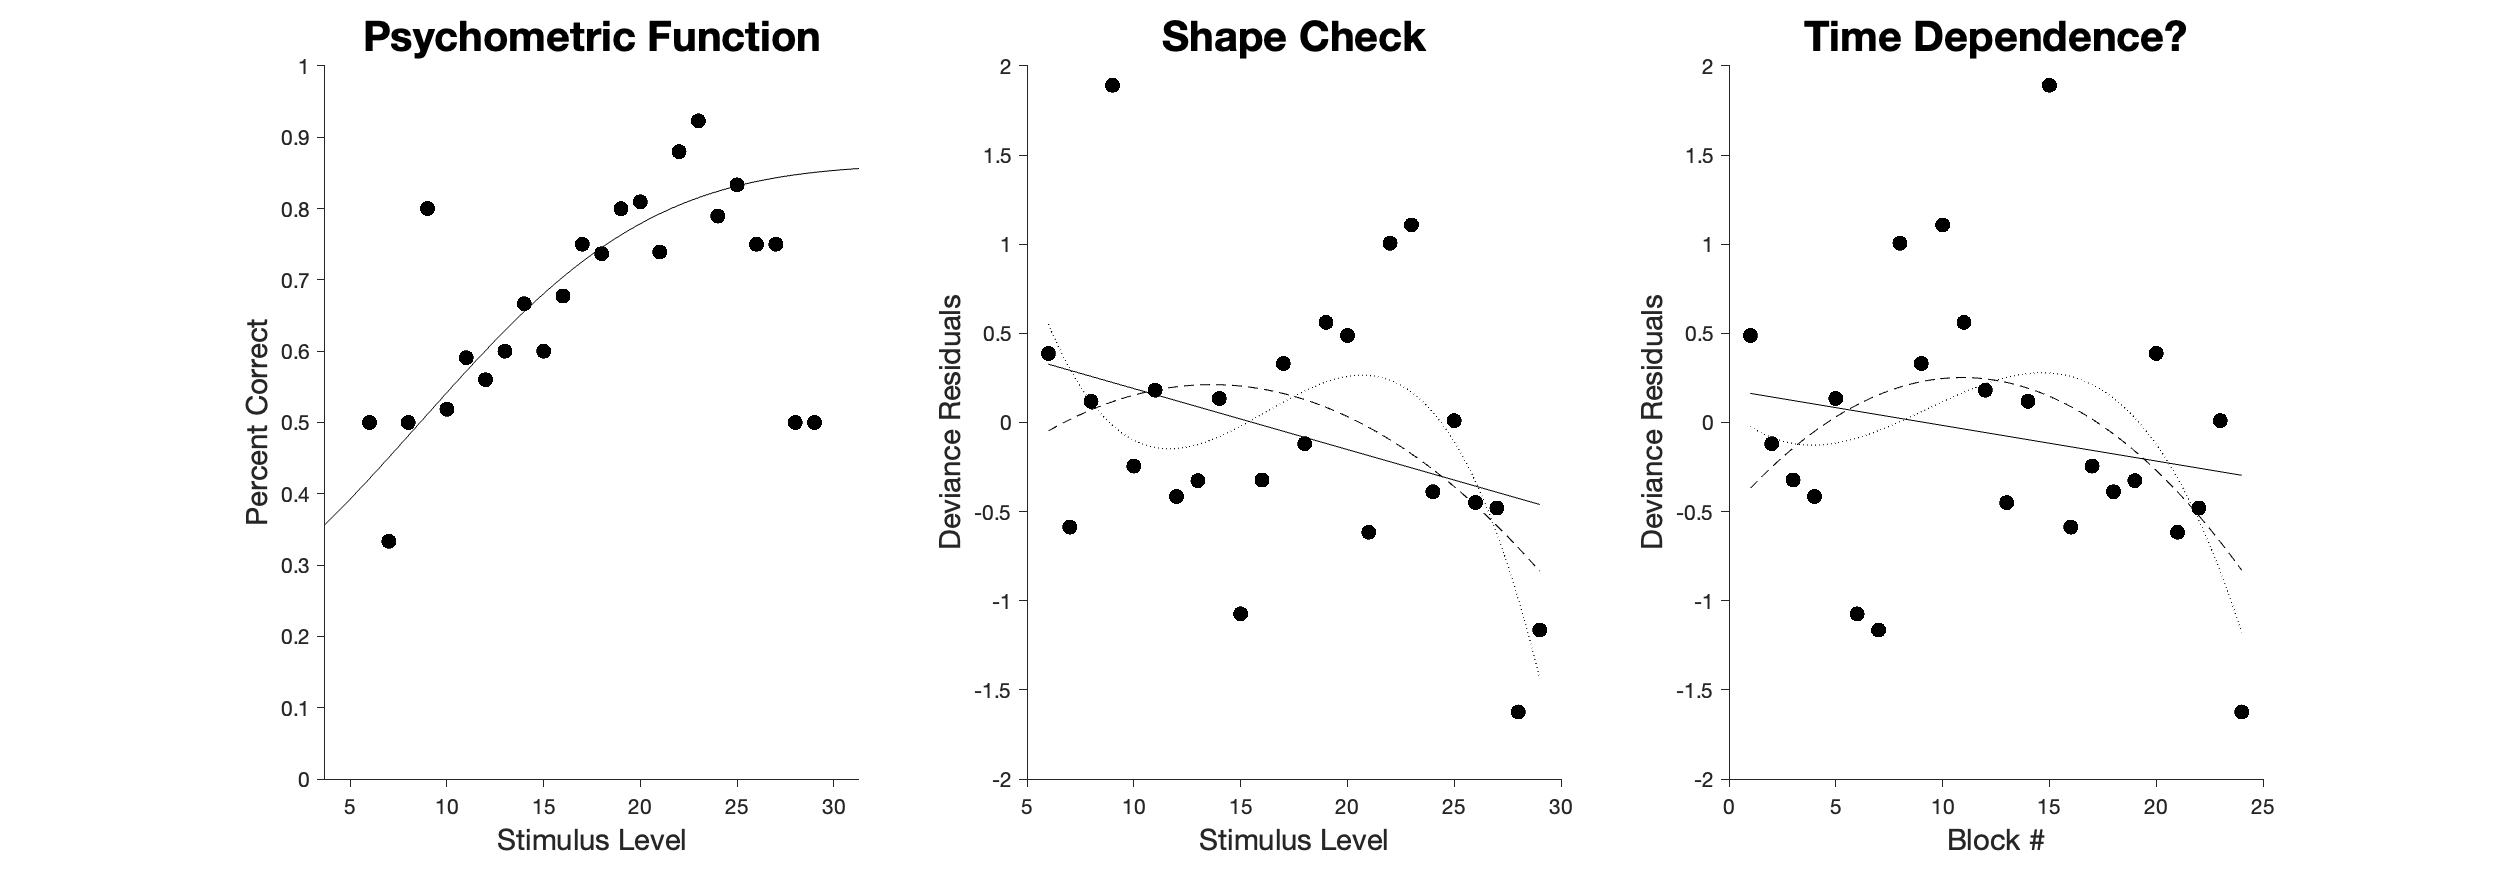 Psychometric Function
1
0.9
0.8
0.7
0.6
0.5
0.4
0.3
0.2
0.1
0
Percent Correct
5 10 15 20 25 30
Stimulus Level
Shape Check
2
1.5
1
0.5
0
-0.5
-1
-1.5
-2
Deviance Residuals
5 10 15 20 25 30
Stimulus Level
Time Dependence?
2
1.5
1
0.5
0
-0.5
-1
-1.5
-2
Deviance Residuals
0 5 10 15 20 25
Block #